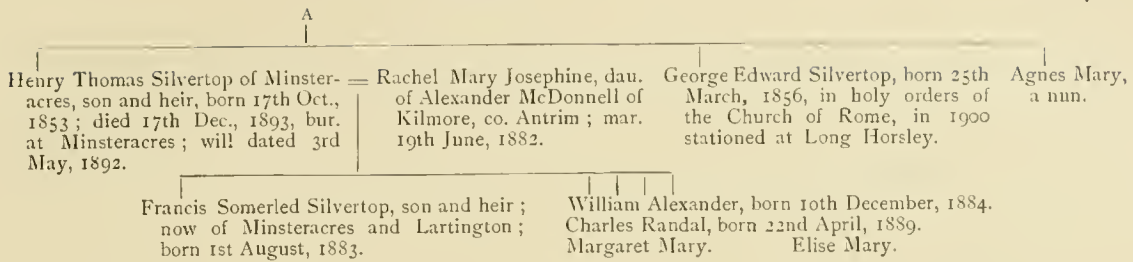 A
Henry Thomas Silvertop of Minster-
acres, son and heir, born 17th Oct.,
1853 ; died 17th Dec., 1893, bur.
at Minsteracres ; will dated 3rd
May, 1892.
= Rachel Mary Josephine, dau.
of Alexander McDonnell of
Kilmore, co. Antrim ; mar.
19th June, 1882.
George Edward Silvertop, born 25th
March, 1856, in holy orders of
the Church of Rome, in 1900
stationed at Long Horsley.
Agnes Mary,
a nun.
Francis Somerled Silvertop, son and heir ;
now of Minsteracres and Lartington ;
born 1st August, 1883.
William Alexander, born 10th December, 1884.
Charles Randal, born 22nd April, 1889.
Margaret Mary. Elise Mary.